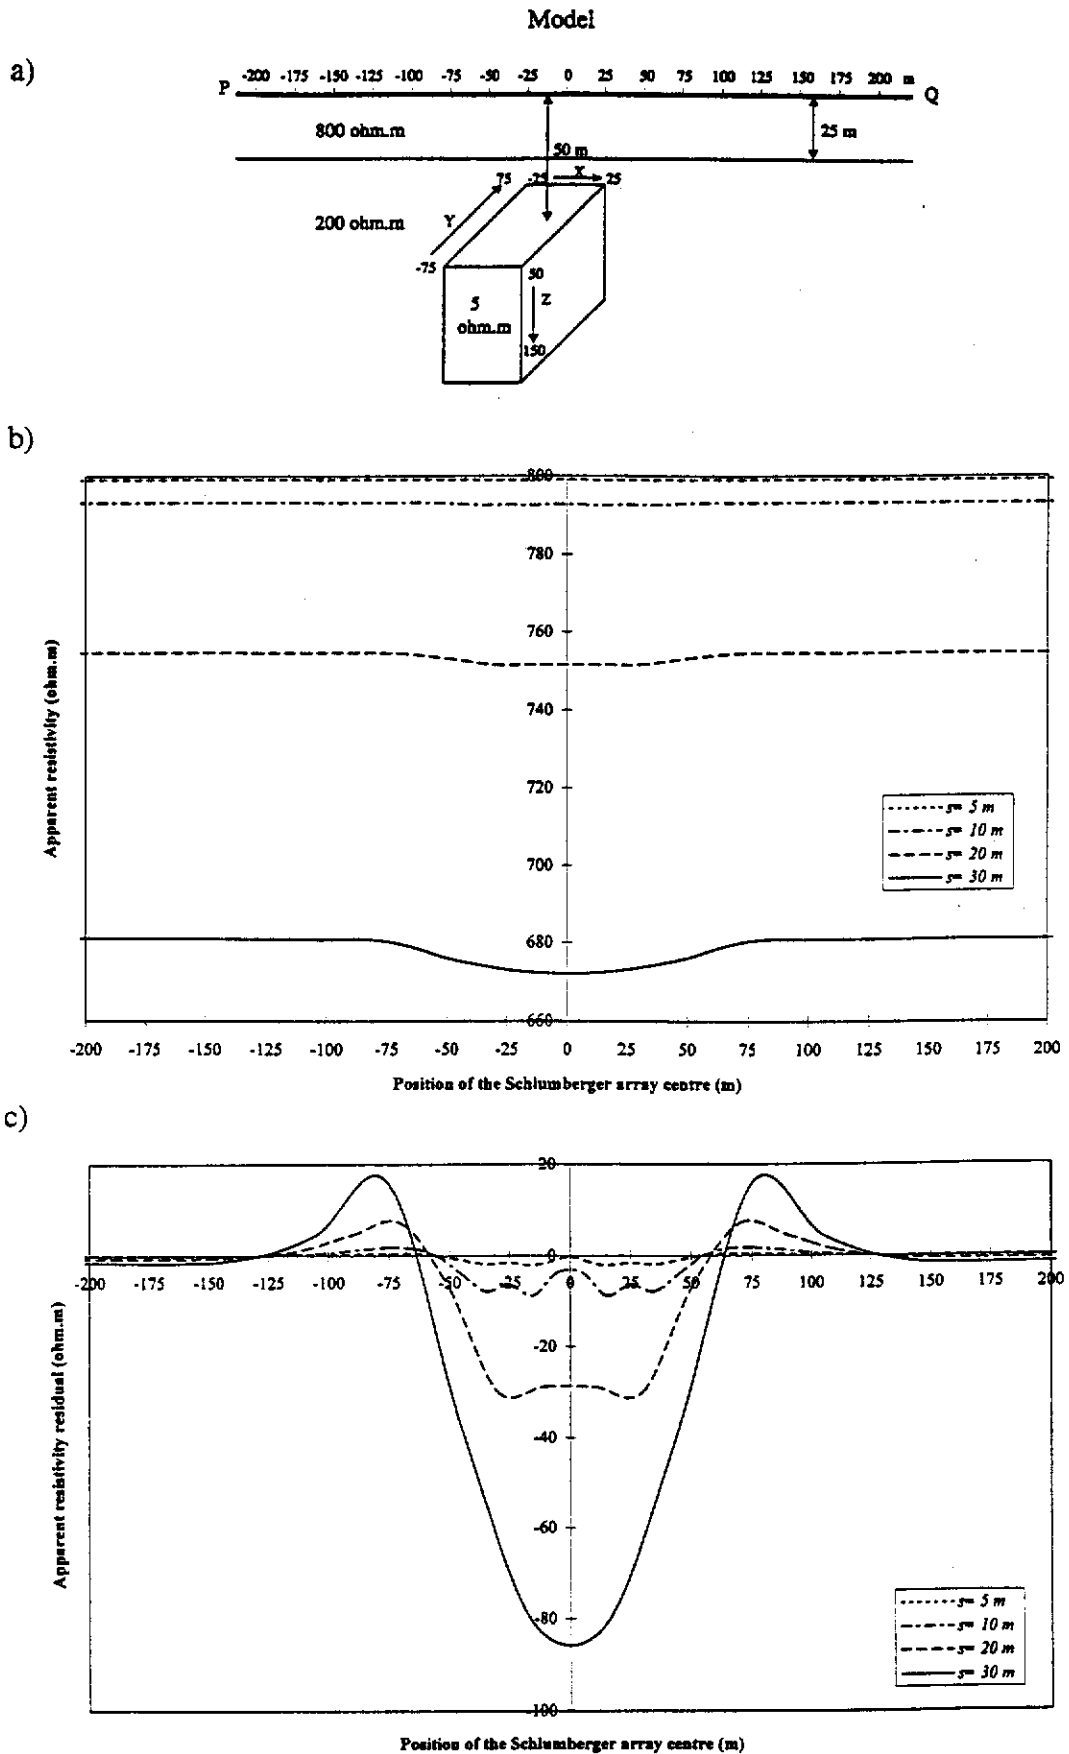 Model
a)
P -200 -175 -150 -125 -100 -75 -50 -25 0 25 50 75 100 125 150 175 200 m Q
800 ohm.m
25 m
50 m
75 -25 X 25
200 ohm.m
Y
-75
50
5
ohm.m
Z
150
b)
Apparent resistivity (ohm.m)
800
780
760
740
720
700
680
660
s= 5 m
s= 10 m
s= 20 m
s= 30 m
-200 -175 -150 -125 -100 -75 -50 -25 0 25 50 75 100 125 150 175 200
Position of the Schlumberger array centre (m)
c)
Apparent resistivity residual (ohm.m)
20
0
-200 -175 -150 -125 -100 -75 -50 -25 0 25 50 75 100 125 150 175 200
-20
-40
-60
-80
-100
s= 5 m
s= 10 m
s= 20 m
s= 30 m
Position of the Schlumberger array centre (m)